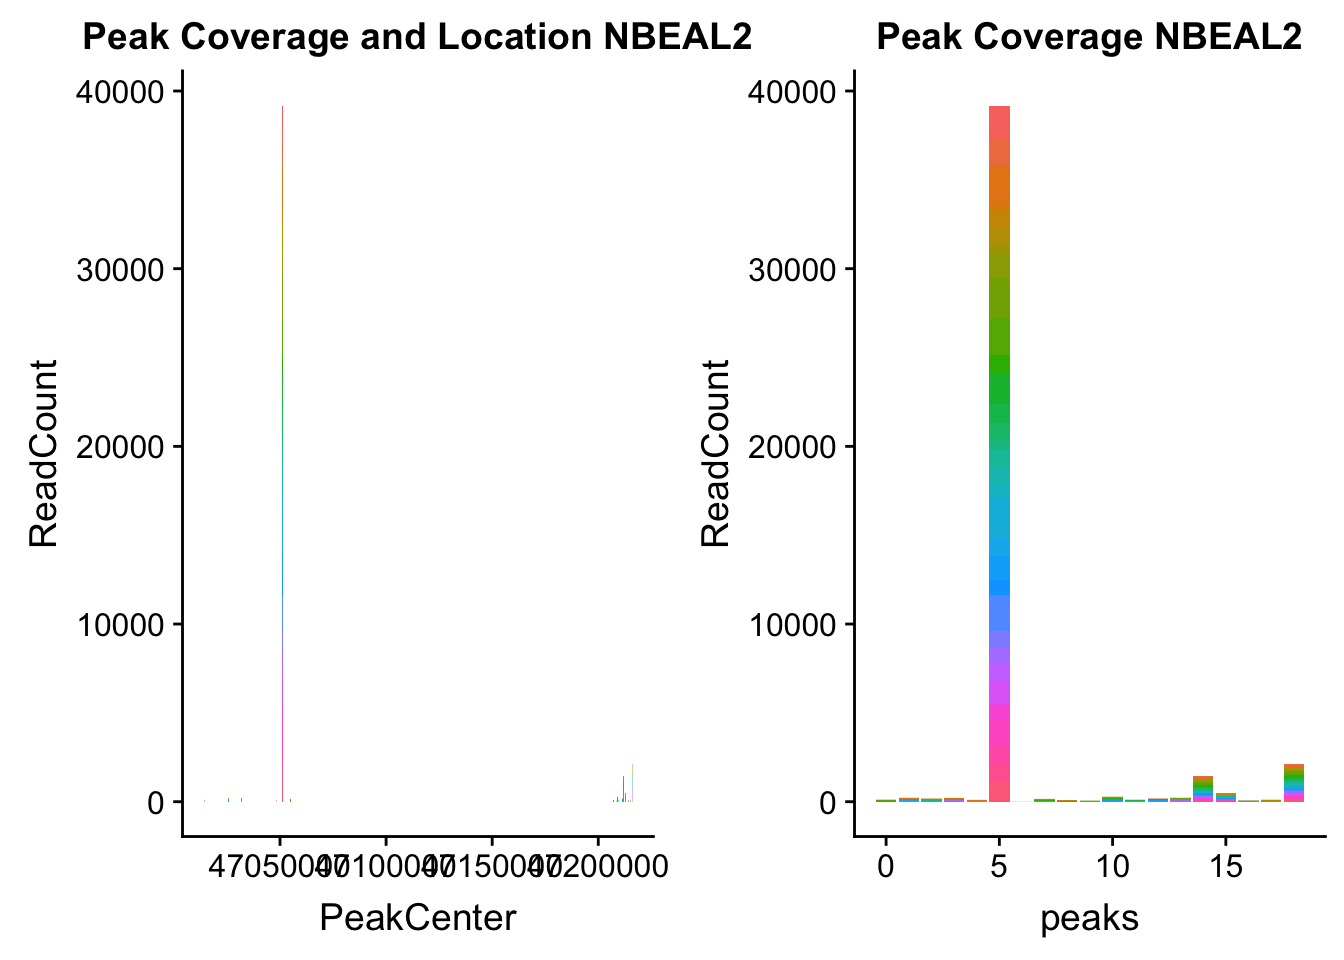 Peak Coverage and Location NBEAL2
40000
30000
20000
10000
0
ReadCount
47050000 47100000 47150000 47200000
PeakCenter
Peak Coverage NBEAL2
40000
30000
20000
10000
0
ReadCount
0 5 10 15
peaks